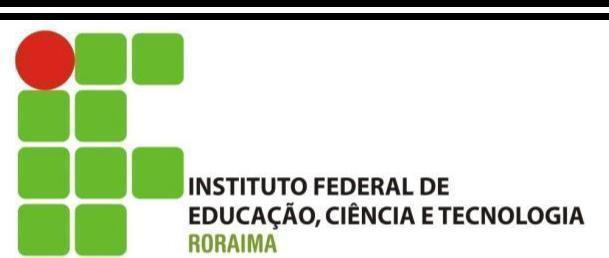 INSTITUTO FEDERAL DE
EDUCAÇÃO, CIÊNCIA E TECNOLOGIA
RORAIMA